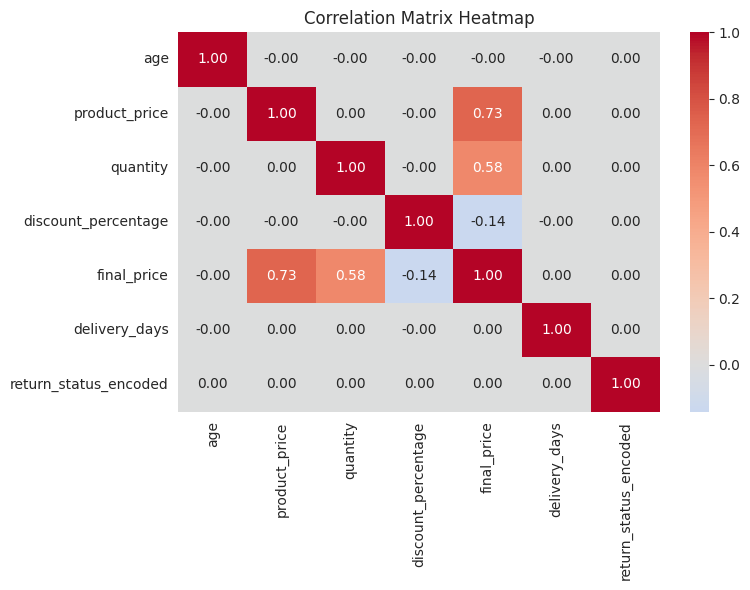 Correlation Matrix Heatmap
age 1.00 -0.00 -0.00 -0.00 -0.00 -0.00 0.00
product_price -0.00 1.00 0.00 -0.00 0.73 0.00 0.00
quantity -0.00 0.00 1.00 -0.00 0.58 0.00 0.00
discount_percentage -0.00 -0.00 -0.00 1.00 -0.14 -0.00 0.00
final_price -0.00 0.73 0.58 -0.14 1.00 0.00 0.00
delivery_days -0.00 0.00 0.00 -0.00 0.00 1.00 0.00
return_status_encoded 0.00 0.00 0.00 0.00 0.00 0.00 1.00
age
product_price
quantity
discount_percentage
final_price
delivery_days
return_status_encoded
1.0
0.8
0.6
0.4
0.2
0.0